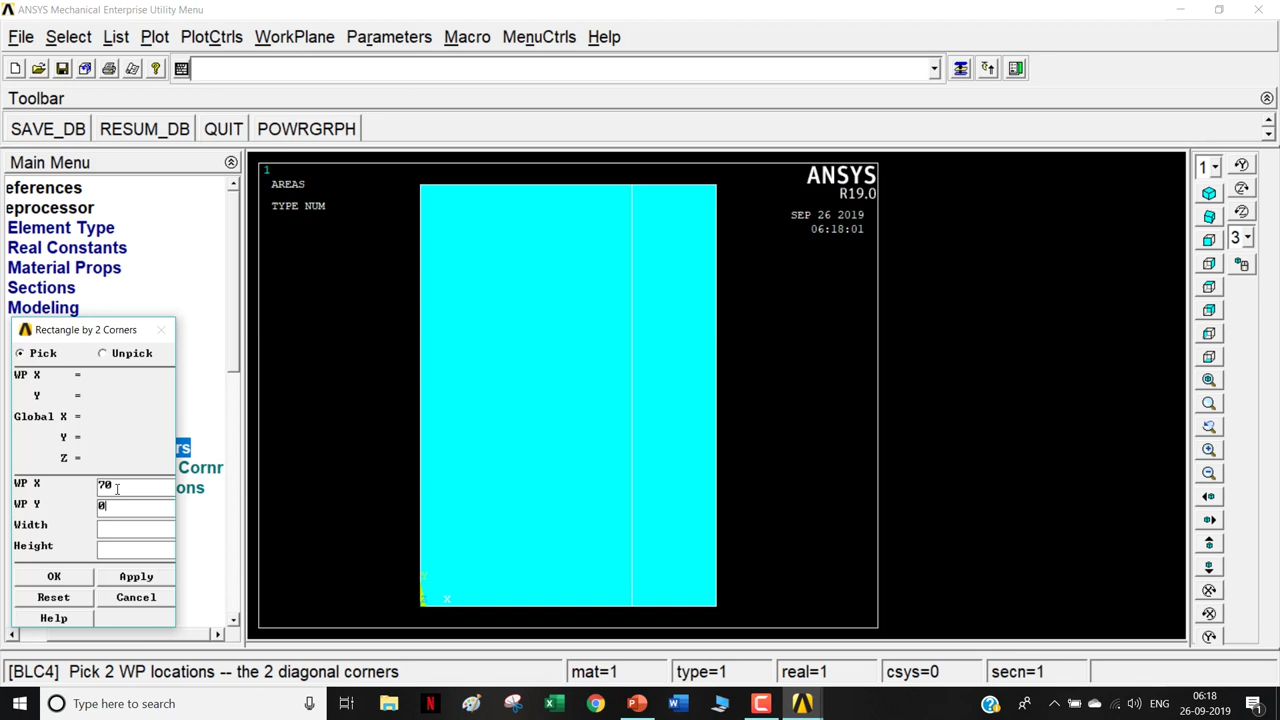 ANSYS Mechanical Enterprise Utility Menu
File Select List Plot PlotCtrls WorkPlane Parameters Macro MenuCtrls Help
Toolbar
SAVE_DB RESUM_DB QUIT POWRGRPH
Main Menu
eferences
eprocessor
Element Type
Real Constants
Material Props
Sections
Modeling
rs
Cornr
ons
Rectangle by 2 Corners
Pick Unpick
WP X =
Y =
Global X =
Y =
Z =
WP X 70
WP Y 0
Width
Height
OK Apply
Reset Cancel
Help
1
AREAS
TYPE NUM
ANSYS
R19.0
SEP 26 2019
06:18:01
Y
Z X
1
3
[BLC4] Pick 2 WP locations -- the 2 diagonal corners
mat=1 type=1 real=1 csys=0 secn=1
Type here to search
ENG
06:18
26-09-2019